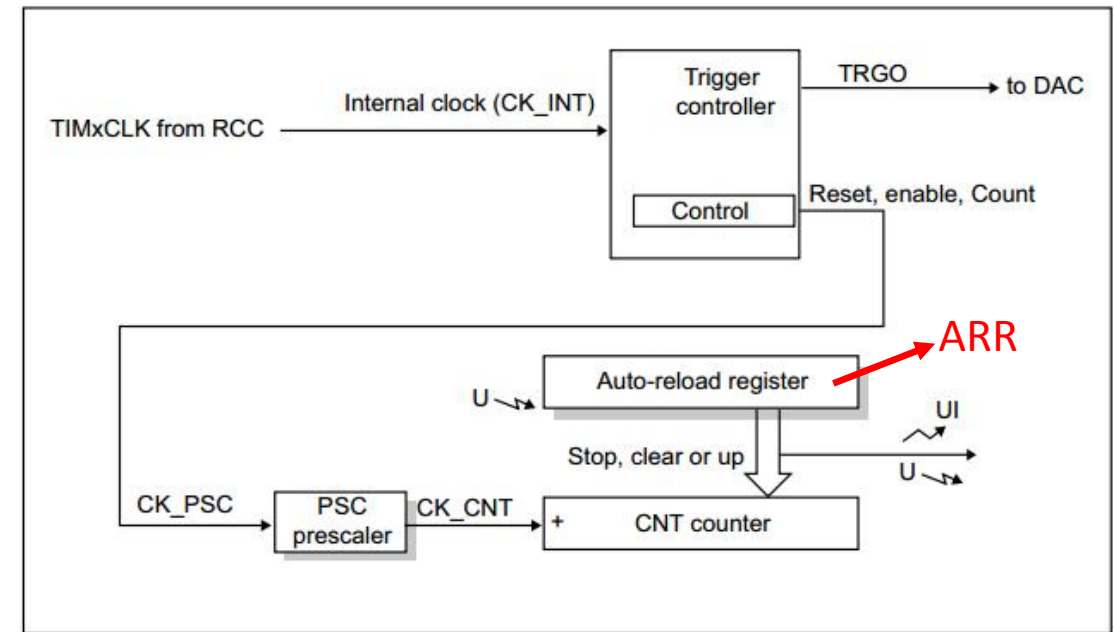 Trigger
controller
TRGO
to DAC
Internal clock (CK_INT)
TIMxCLK from RCC
Control
Reset, enable, Count
ARR
Auto-reload register
U
UI
Stop, clear or up
U
CK_PSC
PSC
prescaler
CK_CNT
+
CNT counter